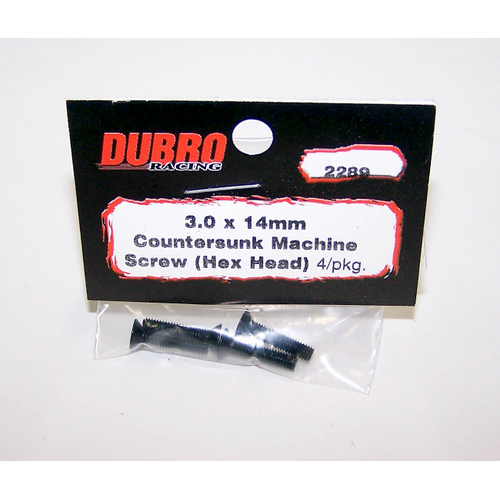 DUBRO
RACING
2289
3.0 x 14mm
Countersunk Machine
Screw (Hex Head) 4/pkg.